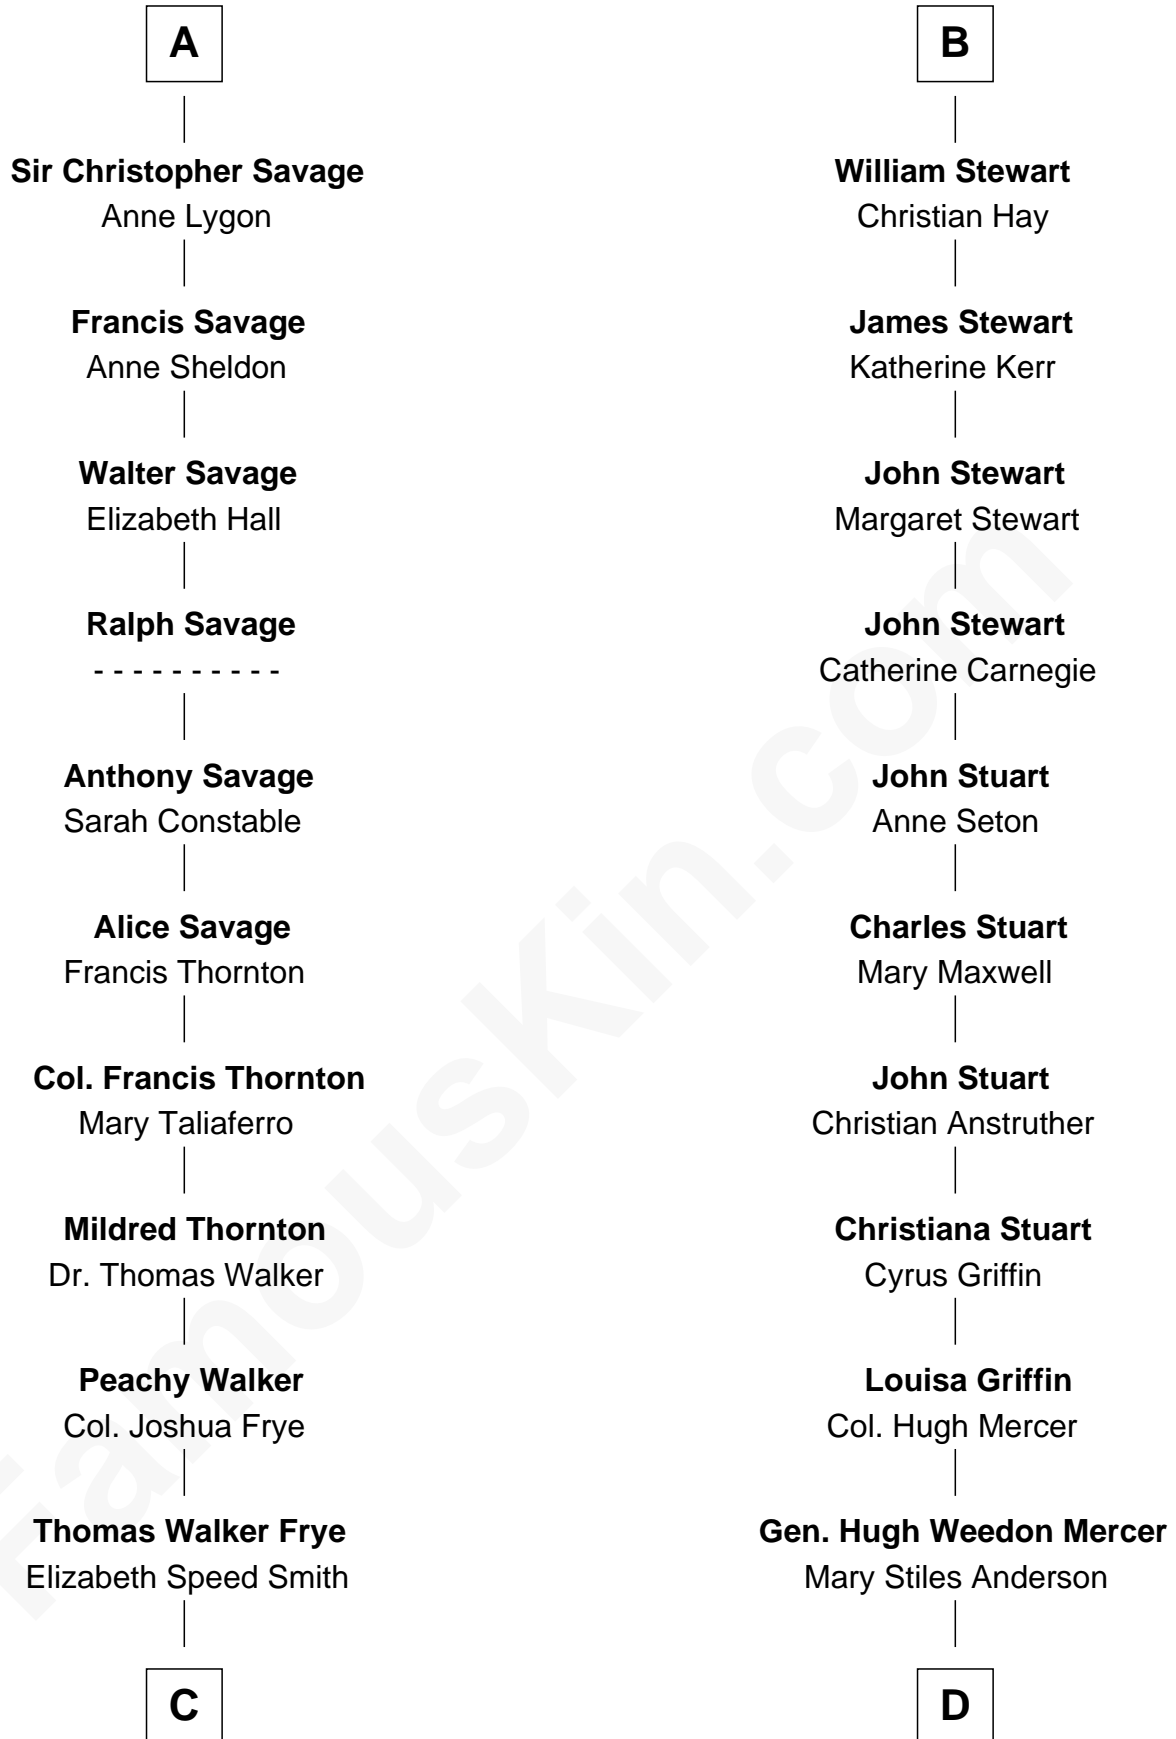 A
Sir Christopher Savage
Anne Lygon
Francis Savage
Anne Sheldon
Walter Savage
Elizabeth Hall
Ralph Savage
- - - - - - - - - -
Anthony Savage
Sarah Constable
Alice Savage
Francis Thornton
Col. Francis Thornton
Mary Taliaferro
Mildred Thornton
Dr. Thomas Walker
Peachy Walker
Col. Joshua Frye
Thomas Walker Frye
Elizabeth Speed Smith
C
B
William Stewart
Christian Hay
James Stewart
Katherine Kerr
John Stewart
Margaret Stewart
John Stewart
Catherine Carnegie
John Stuart
Anne Seton
Charles Stuart
Mary Maxwell
John Stuart
Christian Anstruther
Christiana Stuart
Cyrus Griffin
Louisa Griffin
Col. Hugh Mercer
Gen. Hugh Weedon Mercer
Mary Stiles Anderson
D
FamousKin.com